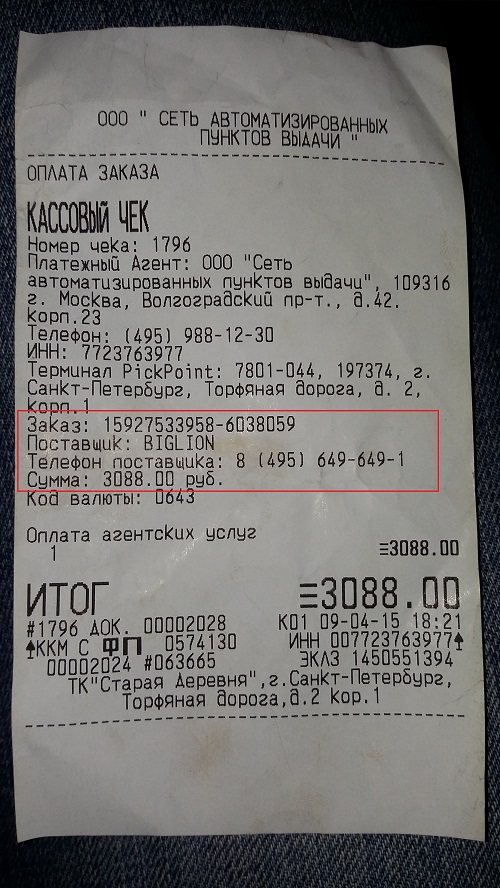 ООО " СЕТЬ АВТОМАТИЗИРОВАННЫХ
ПУНКТОВ ВЫДАЧИ "
ОПЛАТА ЗАКАЗА
КАССОВЫЙ ЧЕК
Номер чека: 1796
Платежный Агент: ООО "Сеть
автоматизированных пунктов выдачи", 109316
г. Москва, Волгоградский пр-т., д.42.
корп.23
Телефон: (495) 988-12-30
ИНН: 7723763977
Терминал PickPoint: 7801-044, 197374, г.
Санкт-Петербург, Торфяная дорога, д. 2,
корп.1
Заказ: 15927533958-6038059
Поставщик: BIGLION
Телефон поставщика: 8 (495) 649-649-1
Сумма: 3088.00 руб.
Код валюты: 0643
Оплата агентских услуг
1 ≡3088.00
ИТОГ ≡3088.00
#1796 ДОК. 00002028 К01 09-04-15 18:21
ККМ С ФП 0574130 ИНН 007723763977
00002024 #063665 ЭКЛЗ 1450551394
ТК"Старая Деревня",г.Санкт-Петербург,
Торфяная дорога,д.2 кор.1